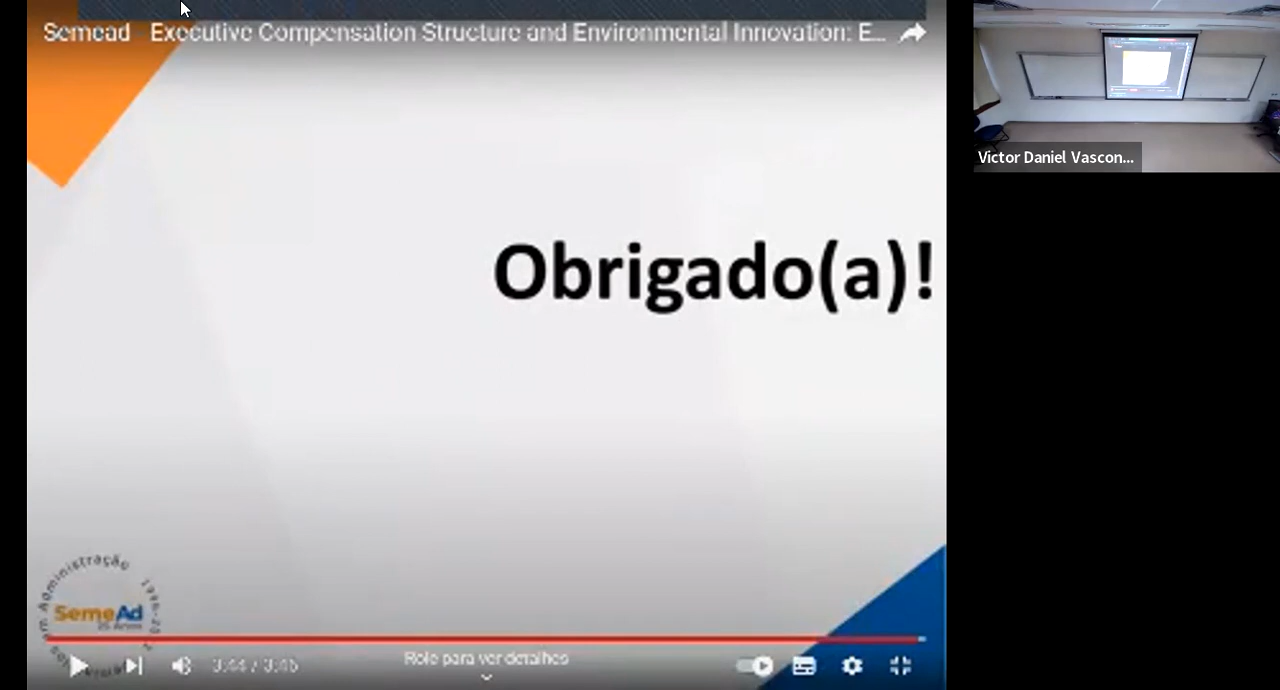 Semead Executive Compensation Structure and Environmental Innovation: E...
Victor Daniel Vascon...
Obrigado(a)!
Administração
SemeAd
3:44 / 3:46
Role para ver detalhes